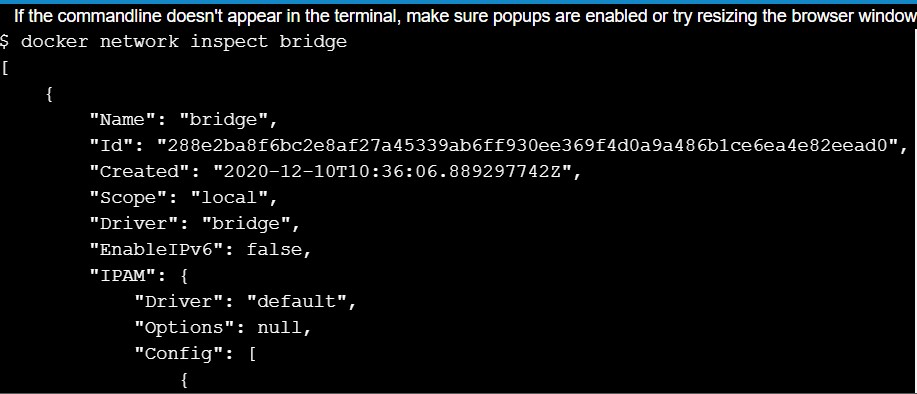 If the commandline doesn't appear in the terminal, make sure popups are enabled or try resizing the browser window
$ docker network inspect bridge
[
    {
        "Name": "bridge",
        "Id": "288e2ba8f6bc2e8af27a45339ab6ff930ee369f4d0a9a486b1ce6ea4e82eead0",
        "Created": "2020-12-10T10:36:06.889297742Z",
        "Scope": "local",
        "Driver": "bridge",
        "EnableIPv6": false,
        "IPAM": {
            "Driver": "default",
            "Options": null,
            "Config": [
                {